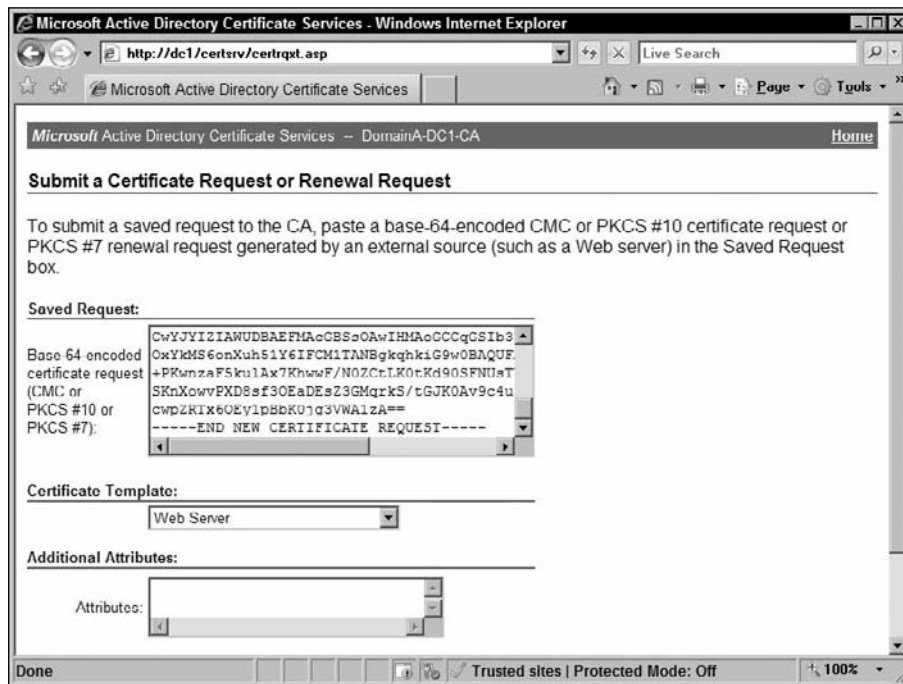 Microsoft Active Directory Certificate Services - Windows Internet Explorer
http://dc1/certsrv/certrqxt.asp
Live Search
Microsoft Active Directory Certificate Services
Page
Tools
Microsoft Active Directory Certificate Services -- DomainA-DC1-CA
Home
Submit a Certificate Request or Renewal Request
To submit a saved request to the CA, paste a base-64-encoded CMC or PKCS #10 certificate request or
PKCS #7 renewal request generated by an external source (such as a Web server) in the Saved Request
box.
Saved Request:
Base-64-encoded
certificate request
(CMC or
PKCS #10 or
PKCS #7):
-----END NEW CERTIFICATE REQUEST-----
Certificate Template:
Web Server
Additional Attributes:
Attributes:
Done
Trusted sites | Protected Mode: Off
100%